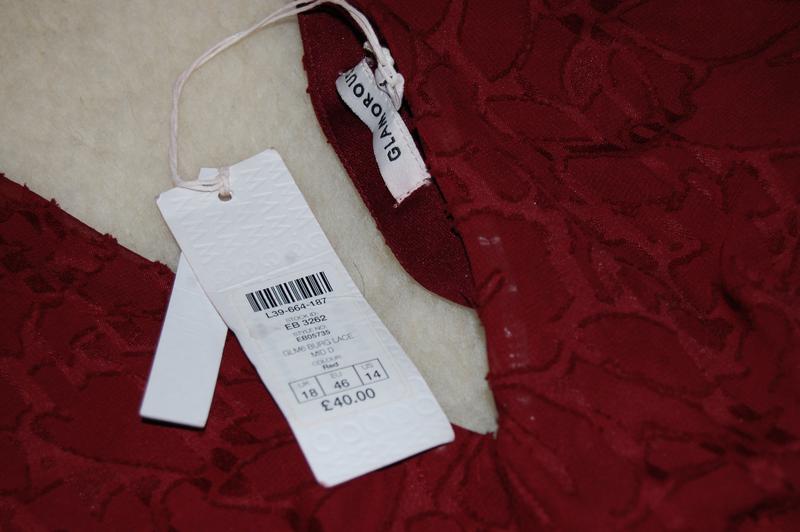 GLAMOROUS
L39-664-187
STOCK ID:
EB 3262
STYLE NO:
EB05735
GLM6 BURG LACE
MID D
COLOUR
Red
UK EU US
18 46 14
£40.00